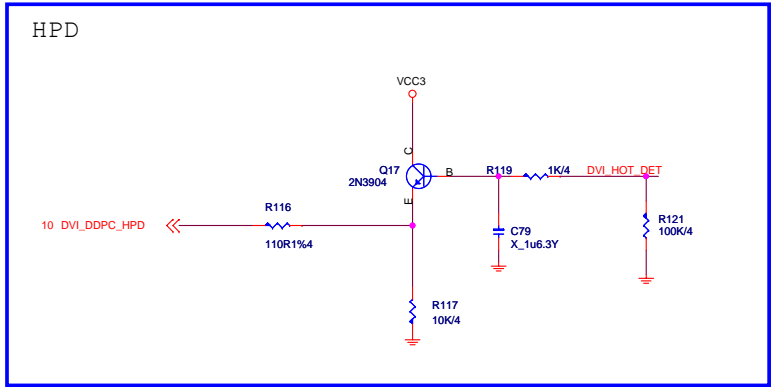 HPD
VCC3
C
Q17
2N3904
B
E
R119
1K/4
DVI_HOT_DET
R116
110R1%4
10 DVI_DDPC_HPD
C79
X_1u6.3Y
R121
100K/4
R117
10K/4